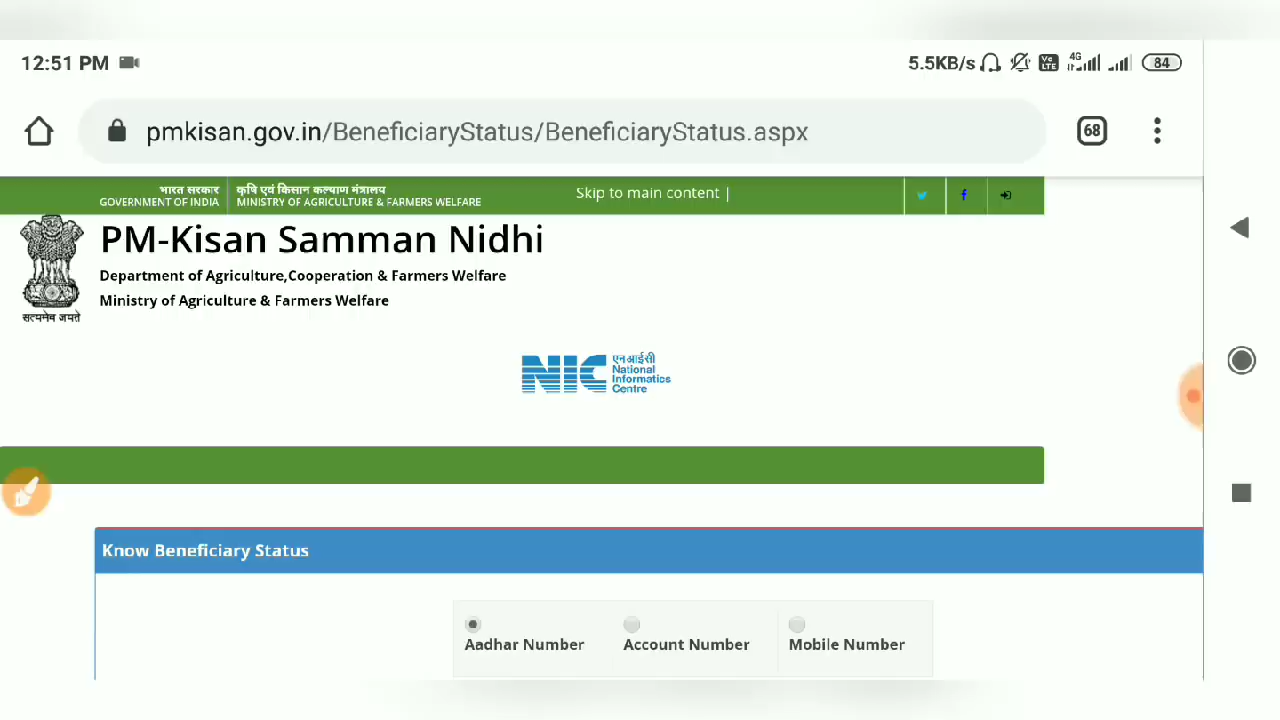 12:51 PM 5.5KB/s Vo LTE 4G 84
pmkisan.gov.in/BeneficiaryStatus/BeneficiaryStatus.aspx 68
भारत सरकार कृषि एवं किसान कल्याण मंत्रालय
GOVERNMENT OF INDIA MINISTRY OF AGRICULTURE & FARMERS WELFARE Skip to main content |
PM-Kisan Samman Nidhi
Department of Agriculture,Cooperation & Farmers Welfare
Ministry of Agriculture & Farmers Welfare
सत्यमेव जयते
NIC एनआईसी
National
Informatics
Centre
Know Beneficiary Status
Aadhar Number Account Number Mobile Number